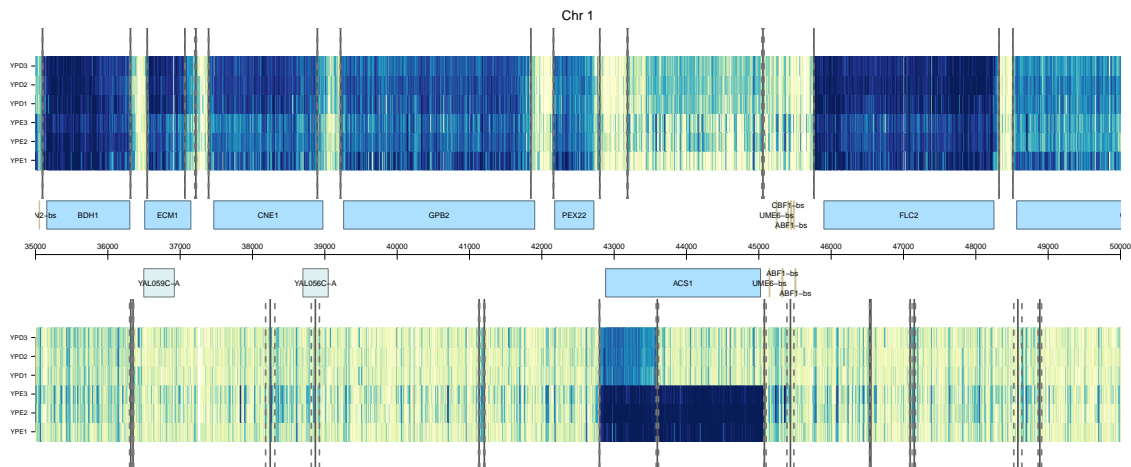 Chr 1
YPD3
YPD2
YPD1
YPE3
YPE2
YPE1
N2-bs
BDH1
ECM1
CNE1
GPB2
PEX22
CBF1-bs
UME6-bs
ABF1-bs
FLC2
35000 36000 37000 38000 39000 40000 41000 42000 43000 44000 45000 46000 47000 48000 49000 50000
YAL059C-A
YAL056C-A
ACS1
ABF1-bs
UME6-bs
ABF1-bs
YPD3
YPD2
YPD1
YPE3
YPE2
YPE1